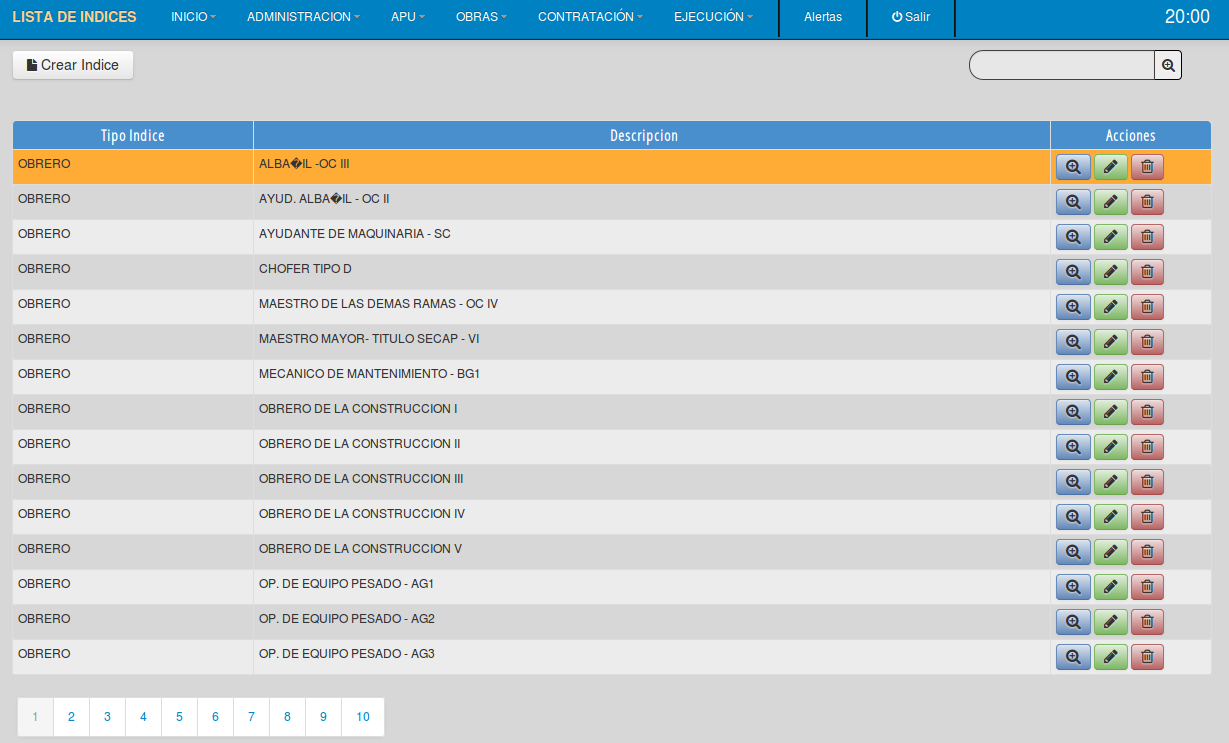 LISTA DE INDICES INICIO ADMINISTRACION APU OBRAS CONTRATACIÓN EJECUCIÓN Alertas Salir 20:00
Crear Indice
Tipo Indice Descripcion Acciones
OBRERO ALBA�IL -OC III
OBRERO AYUD. ALBA�IL - OC II
OBRERO AYUDANTE DE MAQUINARIA - SC
OBRERO CHOFER TIPO D
OBRERO MAESTRO DE LAS DEMAS RAMAS - OC IV
OBRERO MAESTRO MAYOR- TITULO SECAP - VI
OBRERO MECANICO DE MANTENIMIENTO - BG1
OBRERO OBRERO DE LA CONSTRUCCION I
OBRERO OBRERO DE LA CONSTRUCCION II
OBRERO OBRERO DE LA CONSTRUCCION III
OBRERO OBRERO DE LA CONSTRUCCION IV
OBRERO OBRERO DE LA CONSTRUCCION V
OBRERO OP. DE EQUIPO PESADO - AG1
OBRERO OP. DE EQUIPO PESADO - AG2
OBRERO OP. DE EQUIPO PESADO - AG3
1 2 3 4 5 6 7 8 9 10